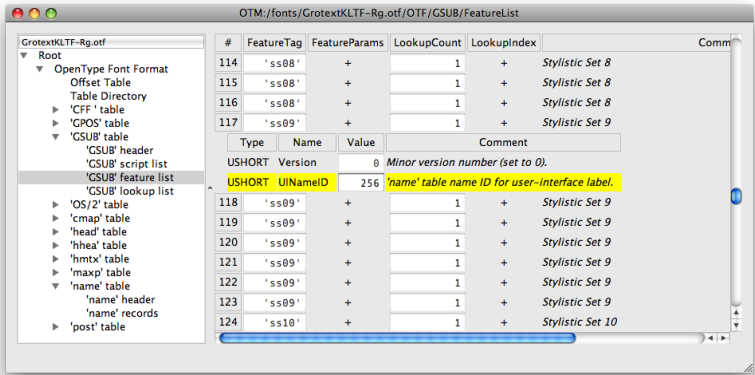 OTM:/fonts/GrotextKLTF-Rg.otf/OTF/GSUB/FeatureList
GrotextKLTF-Rg.otf
Root
OpenType Font Format
Offset Table
Table Directory
'CFF ' table
'GPOS' table
'GSUB' table
'GSUB' header
'GSUB' script list
'GSUB' feature list
'GSUB' lookup list
'OS/2' table
'cmap' table
'head' table
'hhea' table
'hmtx' table
'maxp' table
'name' table
'name' header
'name' records
'post' table
# FeatureTag FeatureParams LookupCount LookupIndex Comm
114 'ss08' + 1 + Stylistic Set 8
115 'ss08' + 1 + Stylistic Set 8
116 'ss08' + 1 + Stylistic Set 8
117 'ss09' + 1 + Stylistic Set 9
Type Name Value Comment
USHORT Version 0 Minor version number (set to 0).
USHORT UINameID 256 'name' table name ID for user-interface label.
118 'ss09' + 1 + Stylistic Set 9
119 'ss09' + 1 + Stylistic Set 9
120 'ss09' + 1 + Stylistic Set 9
121 'ss09' + 1 + Stylistic Set 9
122 'ss09' + 1 + Stylistic Set 9
123 'ss09' + 1 + Stylistic Set 9
124 'ss10' + 1 + Stylistic Set 10